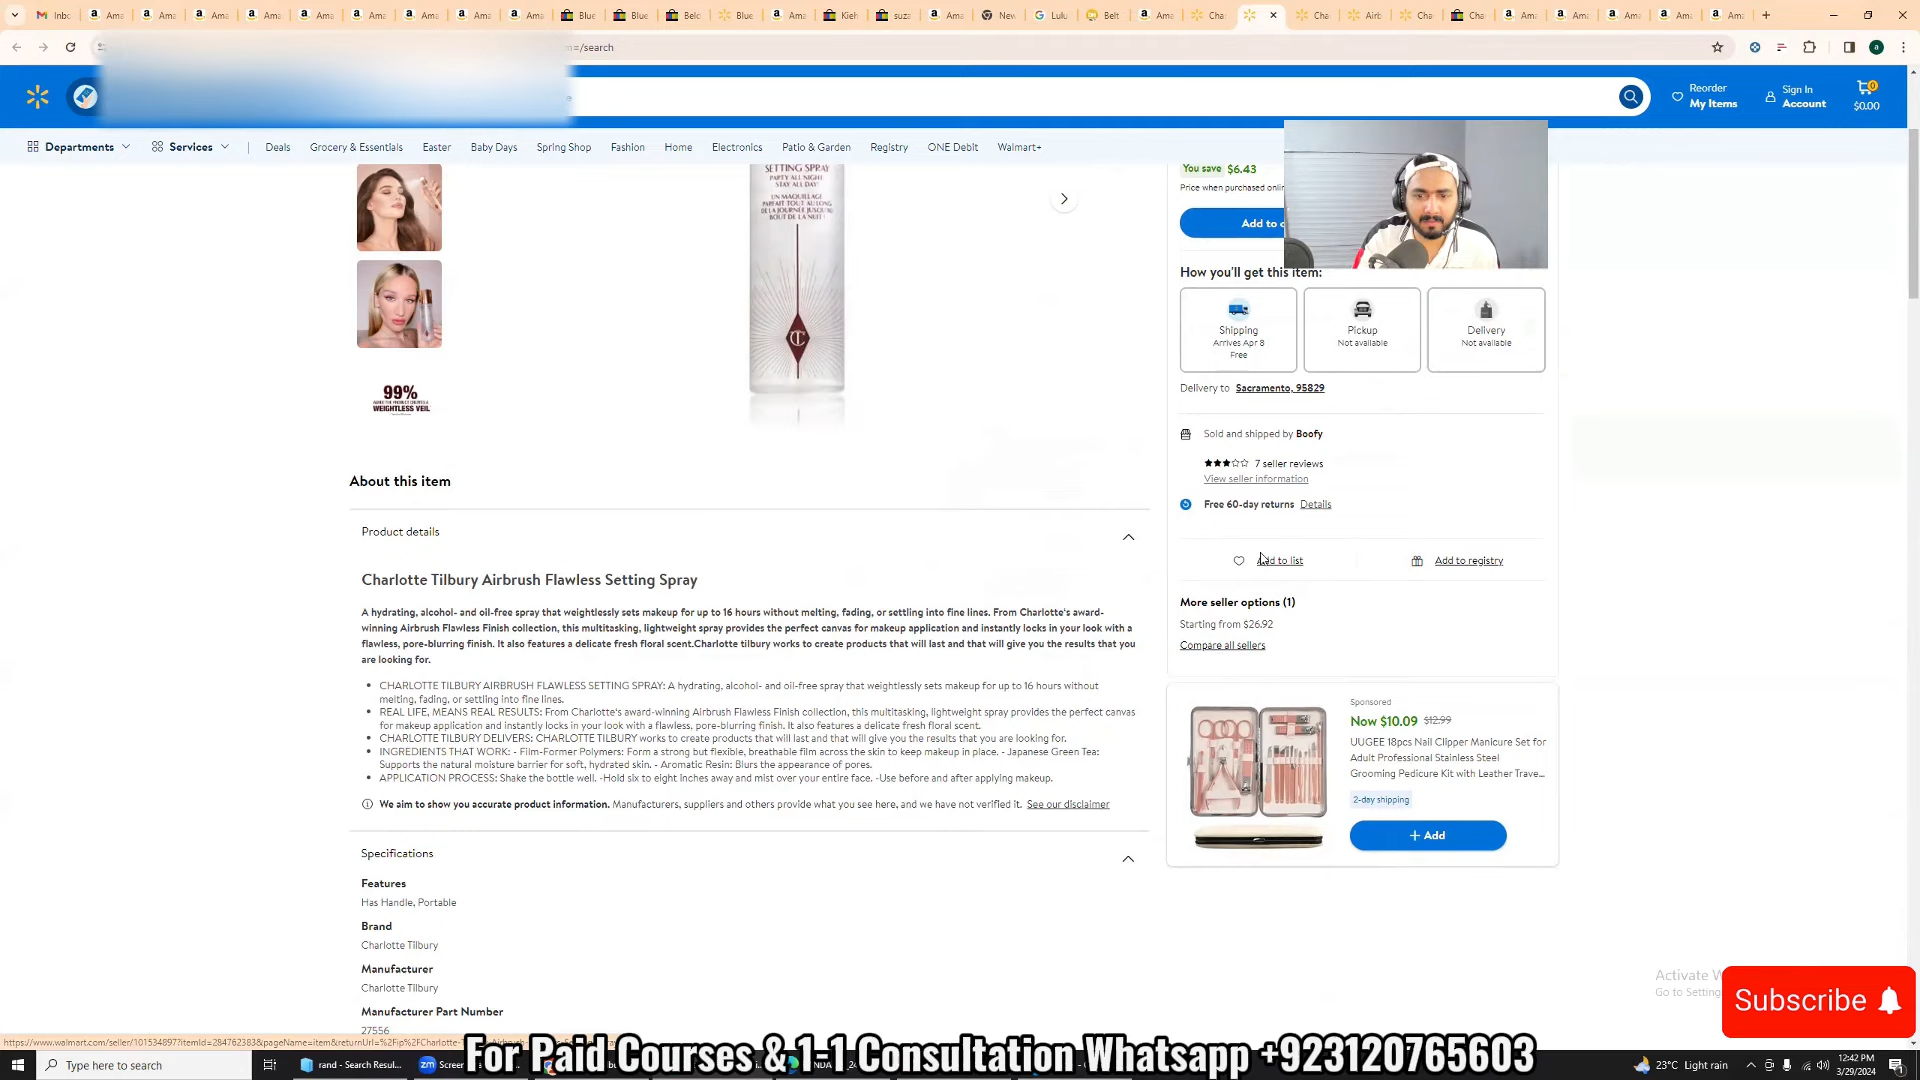 Inbo
Ama
Ama
Ama
Ama
Ama
Ama
Ama
Ama
Ama
Blue
Blue
Belo
Blue
Ama
Kieh
suza
Ama
New
Lulu
Belt
Ama
Cha
Cha
Airb
Cha
Cha
Ama
Ama
Ama
Ama
Ama
=/search
Reorder
My Items
Sign In
Account
0
$0.00
Departments
Services
Deals
Grocery & Essentials
Easter
Baby Days
Spring Shop
Fashion
Home
Electronics
Patio & Garden
Registry
ONE Debit
Walmart+
SETTING SPRAY
PARTY ALL NIGHT
STAY ALL DAY!
UN MAQUILLAGE
PARFAIT TOUT AU LONG
DE LA JOURNÉE JUSQU'AU
BOUT DE LA NUIT!
You save $6.43
Price when purchased onlin
Add to c
How you'll get this item:
Shipping
Arrives Apr 8
Free
Pickup
Not available
Delivery
Not available
Delivery to Sacramento, 95829
99%
WEIGHTLESS VEIL
Sold and shipped by Boofy
7 seller reviews
View seller information
Free 60-day returns Details
Add to list
Add to registry
More seller options (1)
Starting from $26.92
Compare all sellers
About this item
Product details
Charlotte Tilbury Airbrush Flawless Setting Spray
A hydrating, alcohol- and oil-free spray that weightlessly sets makeup for up to 16 hours without melting, fading, or settling into fine lines. From Charlotte's award-
winning Airbrush Flawless Finish collection, this multitasking, lightweight spray provides the perfect canvas for makeup application and instantly locks in your look with a
flawless, pore-blurring finish. It also features a delicate fresh floral scent.Charlotte tilbury works to create products that will last and that will give you the results that you
are looking for.
CHARLOTTE TILBURY AIRBRUSH FLAWLESS SETTING SPRAY: A hydrating, alcohol- and oil-free spray that weightlessly sets makeup for up to 16 hours without
melting, fading, or settling into fine lines.
REAL LIFE, MEANS REAL RESULTS: From Charlotte's award-winning Airbrush Flawless Finish collection, this multitasking, lightweight spray provides the perfect canvas
for makeup application and instantly locks in your look with a flawless, pore-blurring finish. It also features a delicate fresh floral scent.
CHARLOTTE DELIVERS: CHARLOTTE TILBURY works to create products that will last and that will give you the results that you are looking for.
INGREDIENTS THAT WORK: - Film-Former Polymers: Form a strong but flexible, breathable film across the skin to keep makeup in place. - Japanese Green Tea:
Supports the natural moisture barrier for soft, hydrated skin. - Aromatic Resin: Blurs the appearance of pores.
APPLICATION PROCESS: Shake the bottle well. -Hold six to eight inches away and mist over your entire face. -Use before and after applying makeup.
We aim to show you accurate product information. Manufacturers, suppliers and others provide what you see here, and we have not verified it. See our disclaimer
Sponsored
Now $10.09 $12.99
UUGEE 18pcs Nail Clipper Manicure Set for
Adult Professional Stainless Steel
Grooming Pedicure Kit with Leather Trave...
2-day shipping
+ Add
Specifications
Features
Has Handle, Portable
Brand
Charlotte Tilbury
Manufacturer
Charlotte Tilbury
Manufacturer Part Number
27556
Activate W
Go to Setting
Subscribe
https://www.walmart.com/seller/101534897?itemId=284762383&pageName=item&returnUrl=%2Fip%2FCharlotte-T
For Paid Courses & 1-1 Consultation Whatsapp +923120765603
Type here to search
rand - Search Resul...
Screen
23°C Light rain
12:42 PM
3/29/2024